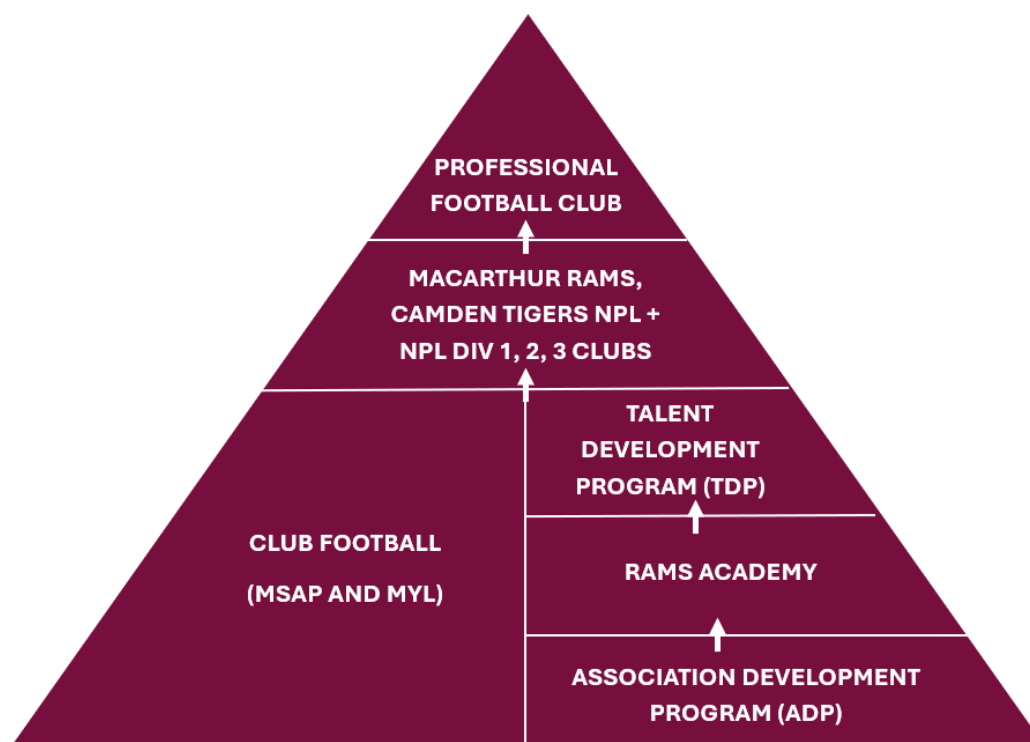 PROFESSIONAL
FOOTBALL CLUB
MACARTHUR RAMS,
CAMDEN TIGERS NPL +
NPL DIV 1, 2, 3 CLUBS
CLUB FOOTBALL
(MSAP AND MYL)
TALENT
DEVELOPMENT
PROGRAM (TDP)
RAMS ACADEMY
ASSOCIATION DEVELOPMENT
PROGRAM (ADP)